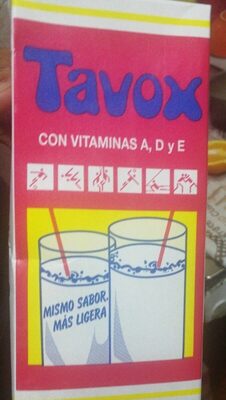 Tavox
CON VITAMINAS A, D y E
MISMO SABOR,
MÁS LIGERA